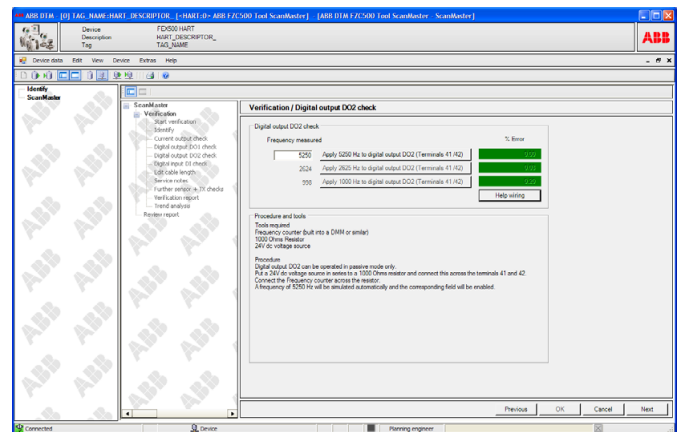 ABB DTM [0] TAG_NAME:HART_DESCRIPTOR_ [<HART:0> ABB FZC500 Tool ScanMaster] - [ABB DTM FZC500 Tool ScanMaster - ScanMaster]
Device FEX500 HART
Description HART_DESCRIPTOR_
Tag TAG_NAME
ABB
Device data Edit View Device Extras Help
Identify
ScanMaster
ScanMaster
Verification
Start verification
Identify
Current output check
Digital output DO1 check
Digital output DO2 check
Digital input DI check
Edit cable length
Service notes
Further sensor + TX checks
Verification report
Trend analysis
Review report
Verification / Digital output DO2 check
Digital output DO2 check
Frequency measured % Error
5250 Apply 5250 Hz to digital output DO2 (Terminals 41 /42)
2624 Apply 2625 Hz to digital output DO2 (Terminals 41 /42)
999 Apply 1000 Hz to digital output DO2 (Terminals 41 /42)
Help wiring
Procedure and tools
Tools required
Frequency counter (built into a DMM or similar)
1000 Ohms Resistor
24V dc voltage source
Procedure
Digital output DO2 can be operated in passive mode only.
Put a 24V dc voltage source in series to a 1000 Ohms resistor and connect this across the terminals 41 and 42.
Connect the Frequency counter across the resistor.
A frequency of 5250 Hz will be simulated automatically and the corresponding field will be enabled.
Previous OK Cancel Next
Connected Device Planning engineer
ABB ABB ABB ABB